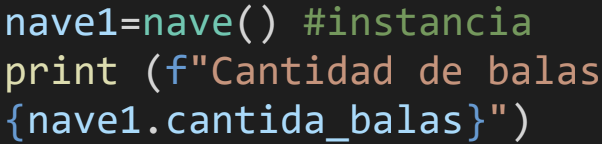 nave1=nave() #instancia
print (f"Cantidad de balas
{nave1.cantida_balas}")